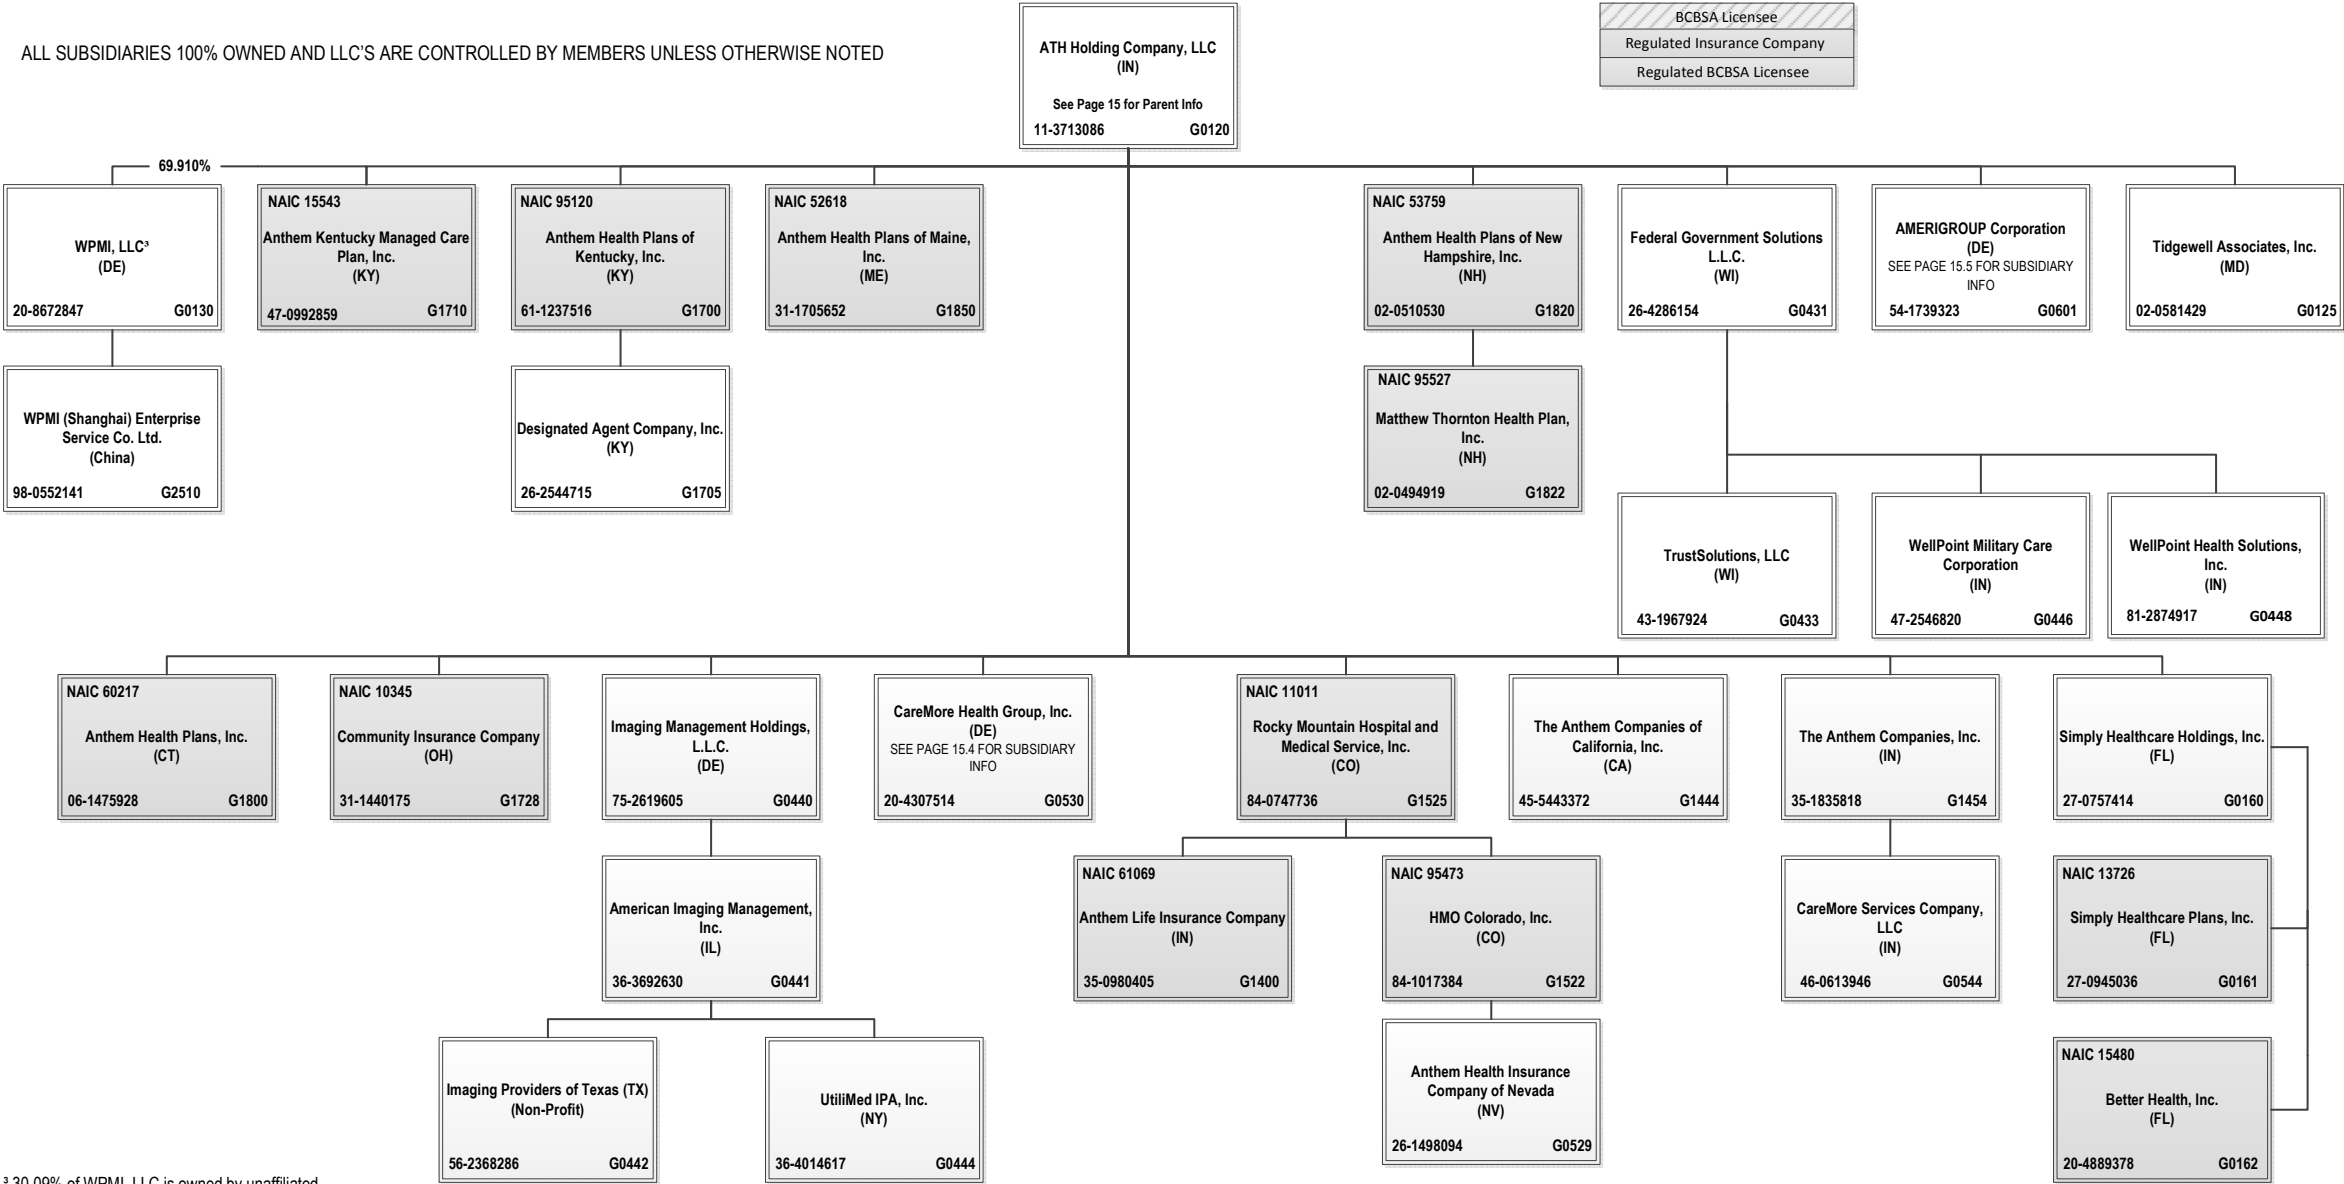 ALL SUBSIDIARIES 100% OWNED AND LLC'S ARE CONTROLLED BY MEMBERS UNLESS OTHERWISE NOTED
ATH Holding Company, LLC
(IN)
See Page 15 for Parent Info
11-3713086 G0120
BCBSA Licensee
Regulated Insurance Company
Regulated BCBSA Licensee
69.910%
WPMI, LLC³
(DE)
20-8672847 G0130
NAIC 15543
Anthem Kentucky Managed Care
Plan, Inc.
(KY)
47-0992859 G1710
NAIC 95120
Anthem Health Plans of
Kentucky, Inc.
(KY)
61-1237516 G1700
NAIC 52618
Anthem Health Plans of Maine,
Inc.
(ME)
31-1705652 G1850
NAIC 53759
Anthem Health Plans of New
Hampshire, Inc.
(NH)
02-0510530 G1820
Federal Government Solutions
L.L.C.
(WI)
26-4286154 G0431
AMERIGROUP Corporation
(DE)
SEE PAGE 15.5 FOR SUBSIDIARY
INFO
54-1739323 G0601
Tidgewell Associates, Inc.
(MD)
02-0581429 G0125
WPMI (Shanghai) Enterprise
Service Co. Ltd.
(China)
98-0552141 G2510
Designated Agent Company, Inc.
(KY)
26-2544715 G1705
NAIC 95527
Matthew Thornton Health Plan,
Inc.
(NH)
02-0494919 G1822
TrustSolutions, LLC
(WI)
43-1967924 G0433
WellPoint Military Care
Corporation
(IN)
47-2546820 G0446
WellPoint Health Solutions,
Inc.
(IN)
81-2874917 G0448
NAIC 60217
Anthem Health Plans, Inc.
(CT)
06-1475928 G1800
NAIC 10345
Community Insurance Company
(OH)
31-1440175 G1728
Imaging Management Holdings,
L.L.C.
(DE)
75-2619605 G0440
CareMore Health Group, Inc.
(DE)
SEE PAGE 15.4 FOR SUBSIDIARY
INFO
20-4307514 G0530
NAIC 11011
Rocky Mountain Hospital and
Medical Service, Inc.
(CO)
84-0747736 G1525
The Anthem Companies of
California, Inc.
(CA)
45-5443372 G1444
The Anthem Companies, Inc.
(IN)
35-1835818 G1454
Simply Healthcare Holdings, Inc.
(FL)
27-0757414 G0160
American Imaging Management,
Inc.
(IL)
36-3692630 G0441
NAIC 61069
Anthem Life Insurance Company
(IN)
35-0980405 G1400
NAIC 95473
HMO Colorado, Inc.
(CO)
84-1017384 G1522
CareMore Services Company,
LLC
(IN)
46-0613946 G0544
NAIC 13726
Simply Healthcare Plans, Inc.
(FL)
27-0945036 G0161
Imaging Providers of Texas (TX)
(Non-Profit)
56-2368286 G0442
UtiliMed IPA, Inc.
(NY)
36-4014617 G0444
Anthem Health Insurance
Company of Nevada
(NV)
26-1498094 G0529
NAIC 15480
Better Health, Inc.
(FL)
20-4889378 G0162
³ 30.09% of WPMI, LLC is owned by unaffiliated